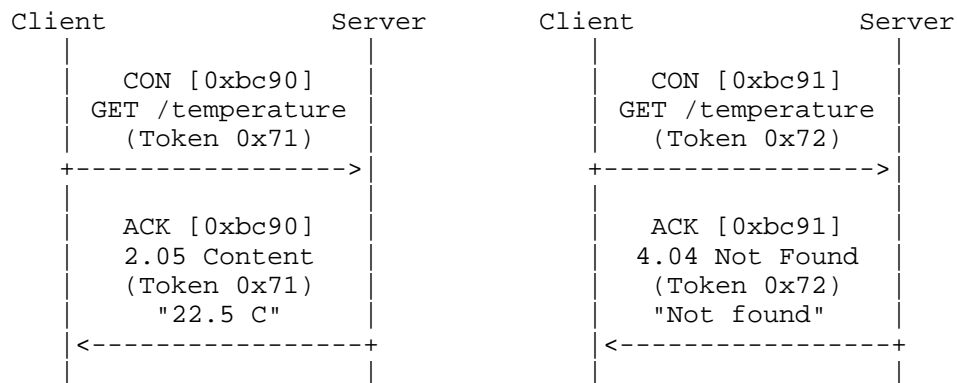 Client Server Client Server
CON [0xbc90] CON [0xbc91]
GET /temperature GET /temperature
(Token 0x71) (Token 0x72)
ACK [0xbc90] ACK [0xbc91]
2.05 Content 4.04 Not Found
(Token 0x71) (Token 0x72)
"22.5 C" "Not found"